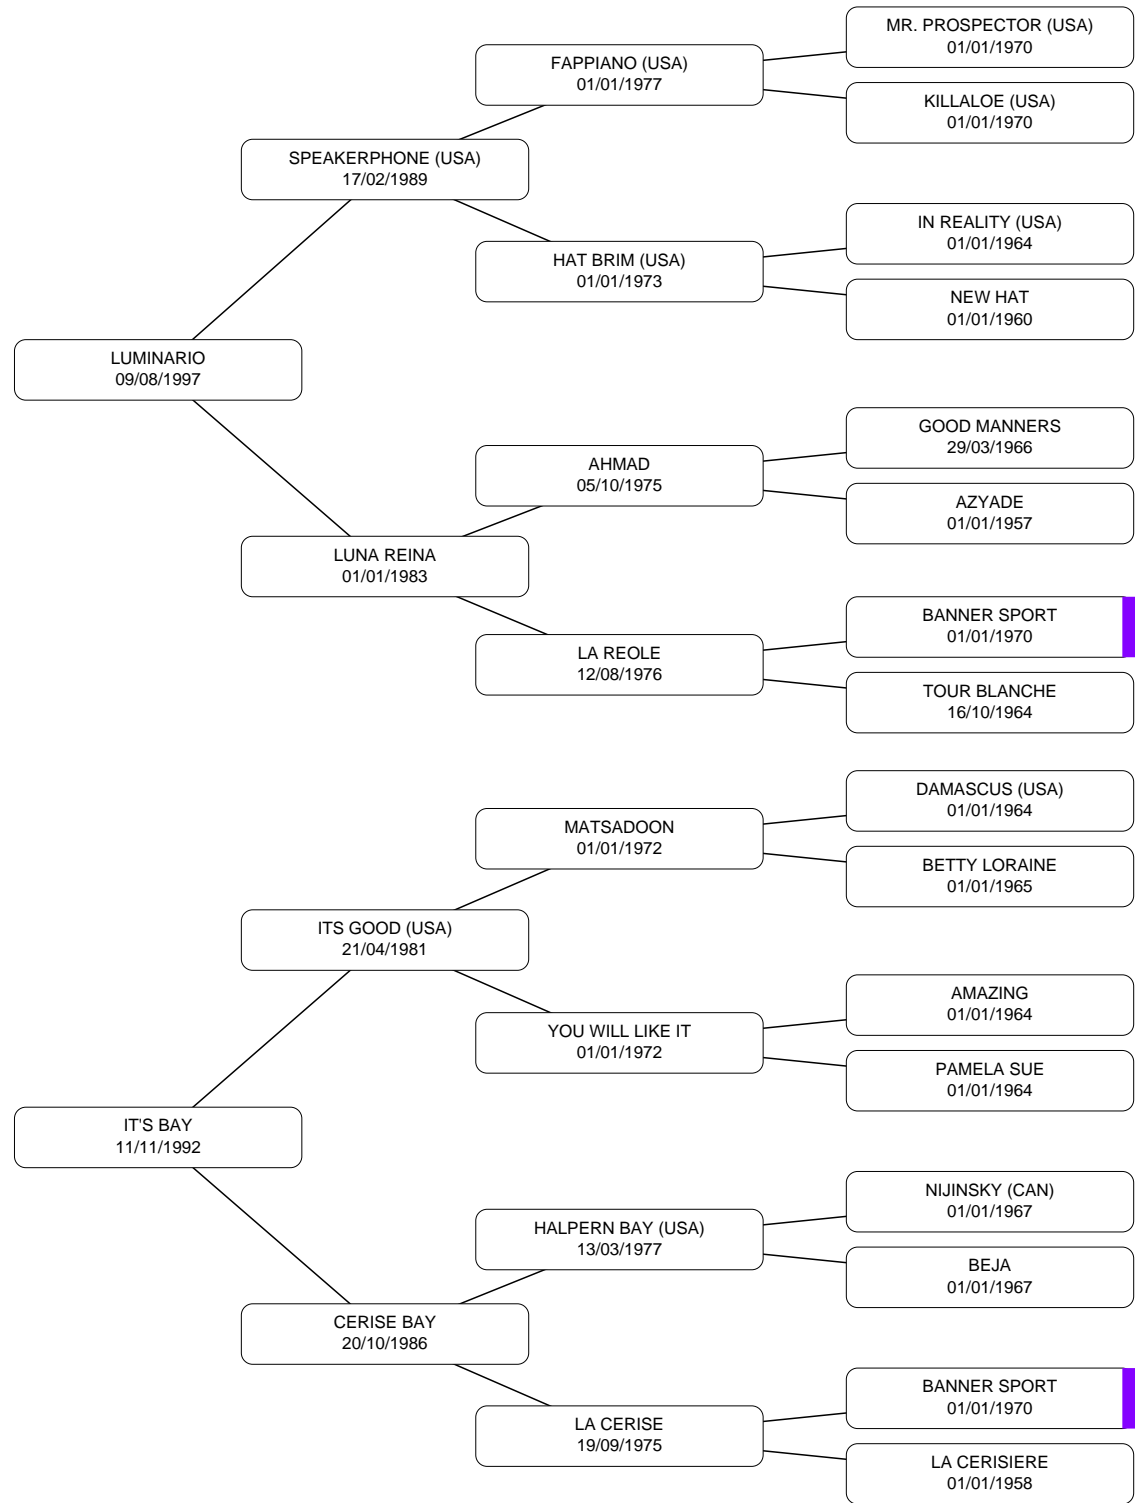 MR. PROSPECTOR (USA)
01/01/1970
FAPPIANO (USA)
01/01/1977
KILLALOE (USA)
01/01/1970
SPEAKERPHONE (USA)
17/02/1989
IN REALITY (USA)
01/01/1964
HAT BRIM (USA)
01/01/1973
NEW HAT
01/01/1960
LUMINARIO
09/08/1997
GOOD MANNERS
29/03/1966
AHMAD
05/10/1975
AZYADE
01/01/1957
LUNA REINA
01/01/1983
BANNER SPORT
01/01/1970
LA REOLE
12/08/1976
TOUR BLANCHE
16/10/1964
DAMASCUS (USA)
01/01/1964
MATSADOON
01/01/1972
BETTY LORAINE
01/01/1965
ITS GOOD (USA)
21/04/1981
AMAZING
01/01/1964
YOU WILL LIKE IT
01/01/1972
PAMELA SUE
01/01/1964
IT'S BAY
11/11/1992
NIJINSKY (CAN)
01/01/1967
HALPERN BAY (USA)
13/03/1977
BEJA
01/01/1967
CERISE BAY
20/10/1986
BANNER SPORT
01/01/1970
LA CERISE
19/09/1975
LA CERISIERE
01/01/1958